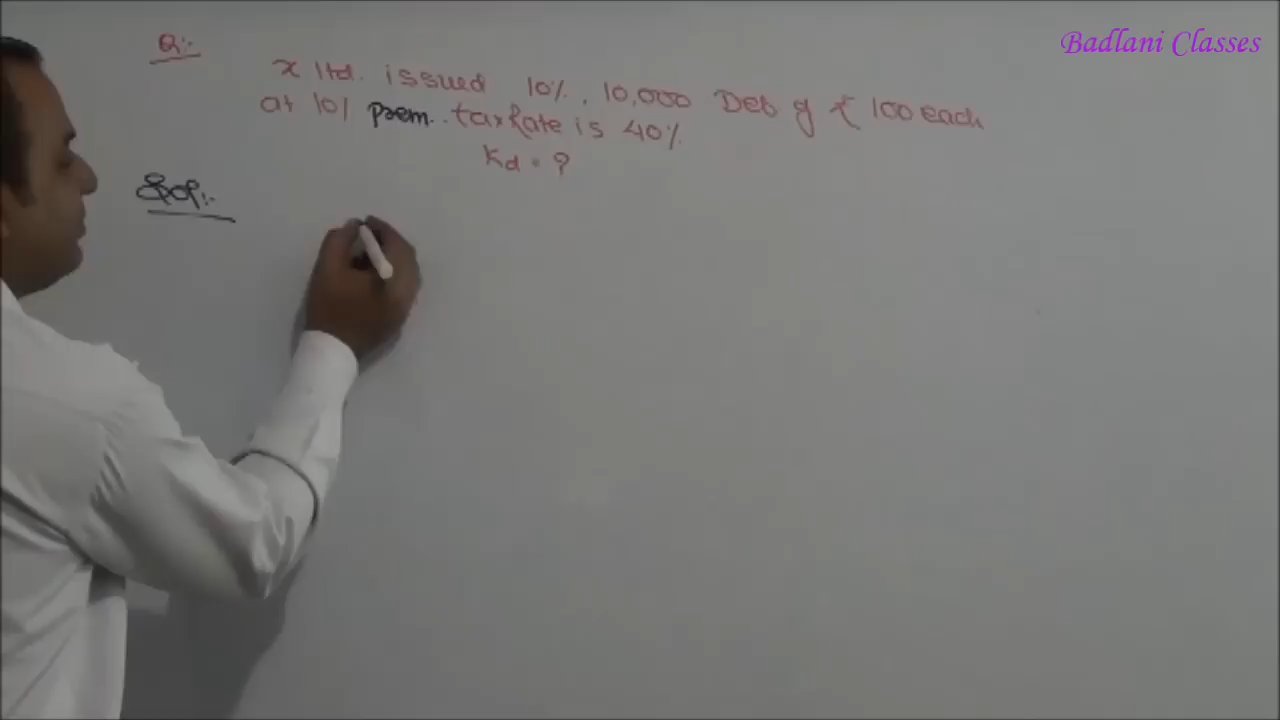 Badlani Classes
Q:-
x ltd. issued 10%, 10,000 Deb of ₹ 100 each
at 10% prem. tax Rate is 40%
Kd = ?
Sol:-